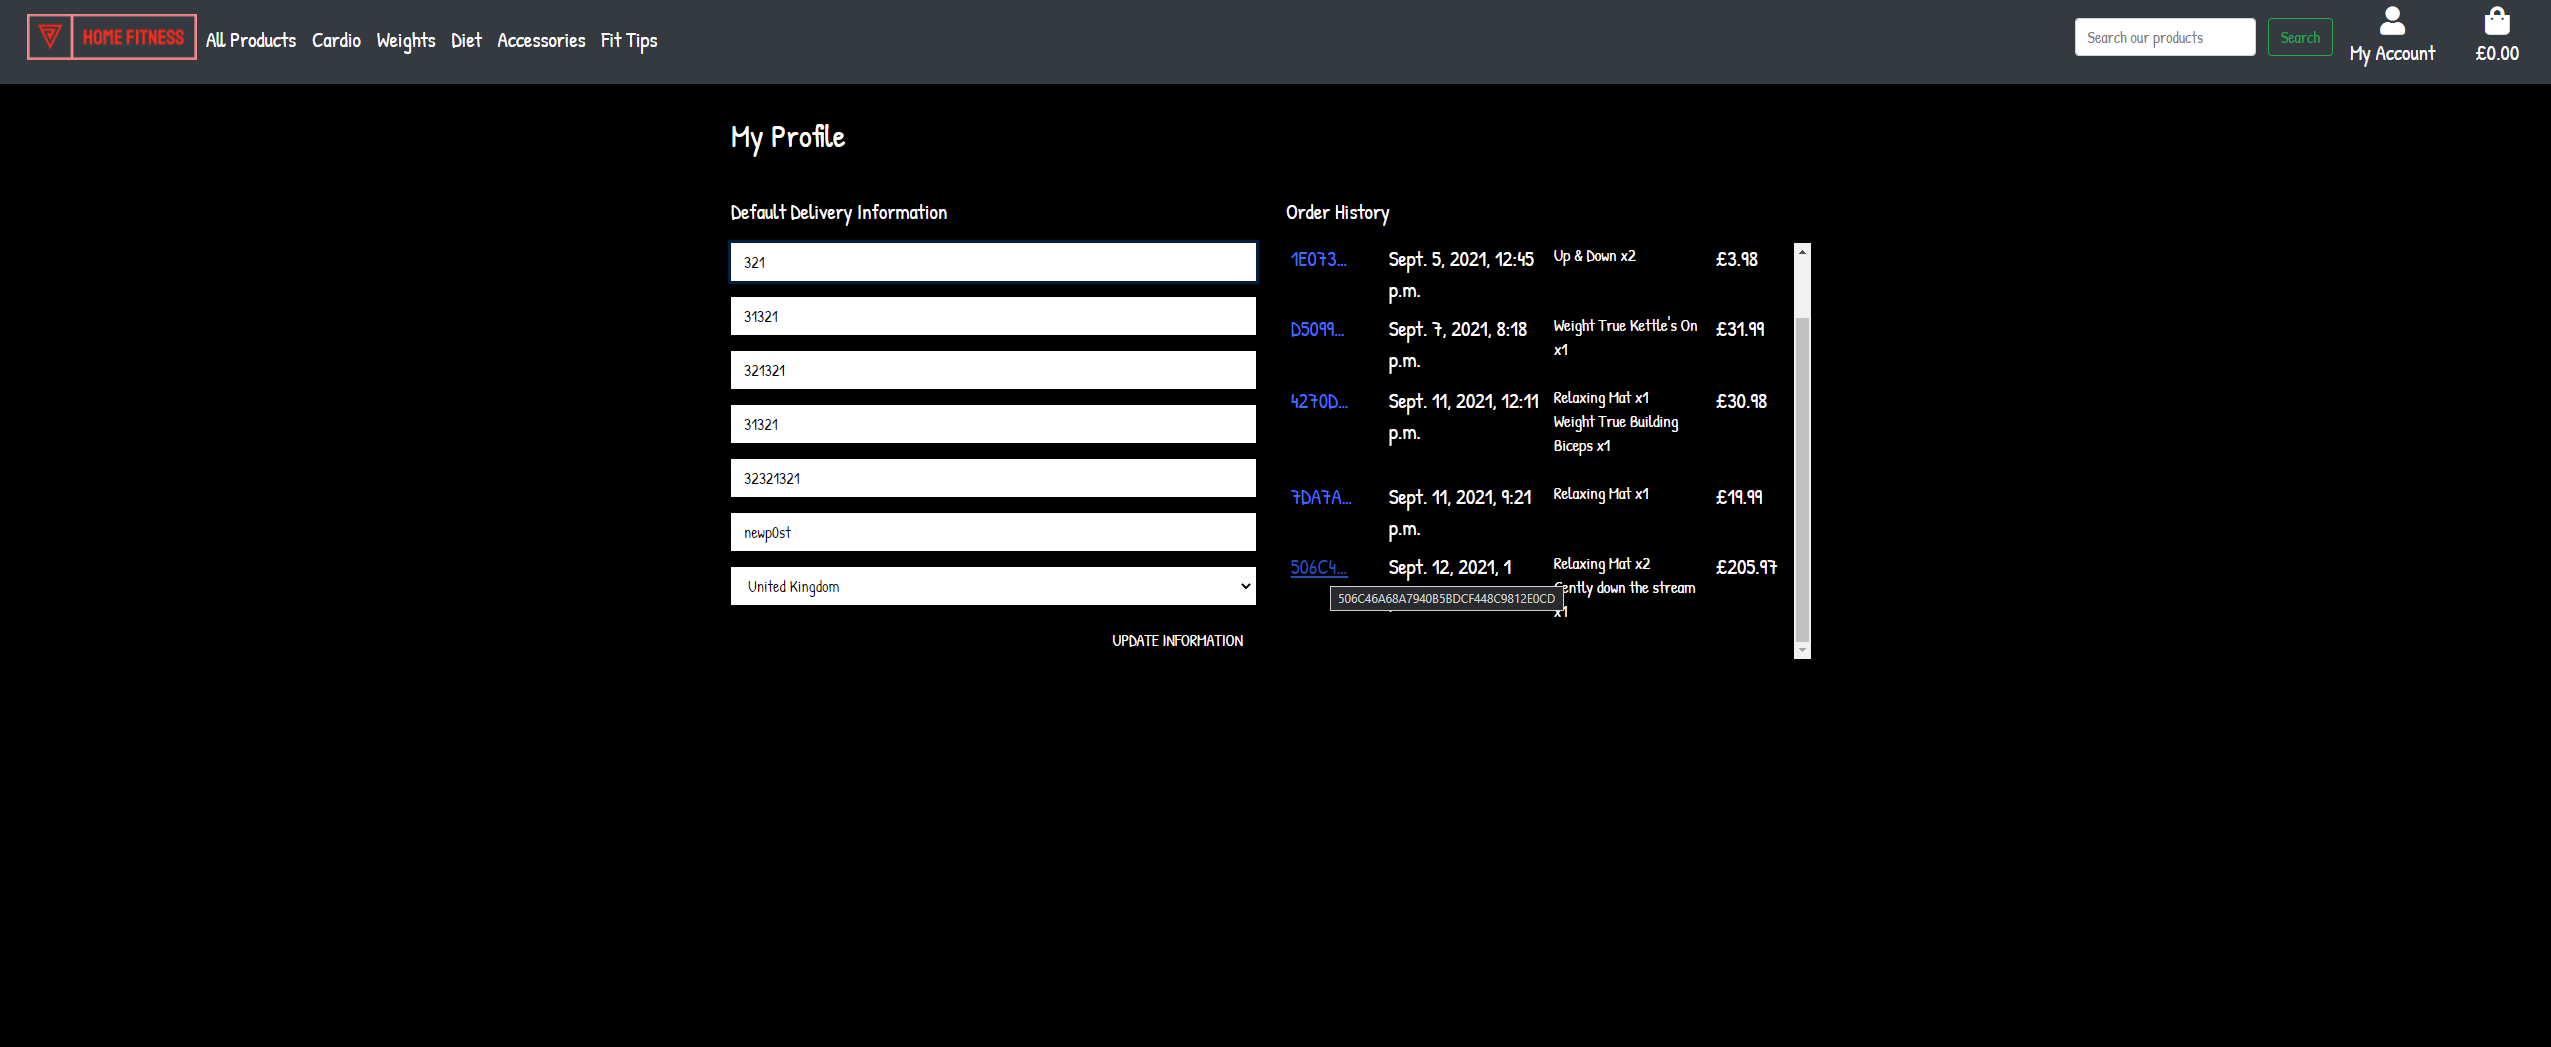 HOME FITNESS
All Products Cardio Weights Diet Accessories Fit Tips
Search our products
Search
My Account
£0.00
My Profile
Default Delivery Information
321
31321
321321
31321
32321321
newp0st
United Kingdom
UPDATE INFORMATION
Order History
1E073... Sept. 5, 2021, 12:45 Up & Down x2 £3.98
p.m.
D5099... Sept. 7, 2021, 8:18 Weight True Kettle's On £31.99
p.m. x1
4270D... Sept. 11, 2021, 12:11 Relaxing Mat x1 £30.98
p.m. Weight True Building
Biceps x1
7DA7A... Sept. 11, 2021, 9:21 Relaxing Mat x1 £19.99
p.m.
506C4... Sept. 12, 2021, 1 Relaxing Mat x2 £205.97
506C46A68A7940B5BDCF448C9812E0CD
Gently down the stream
x1